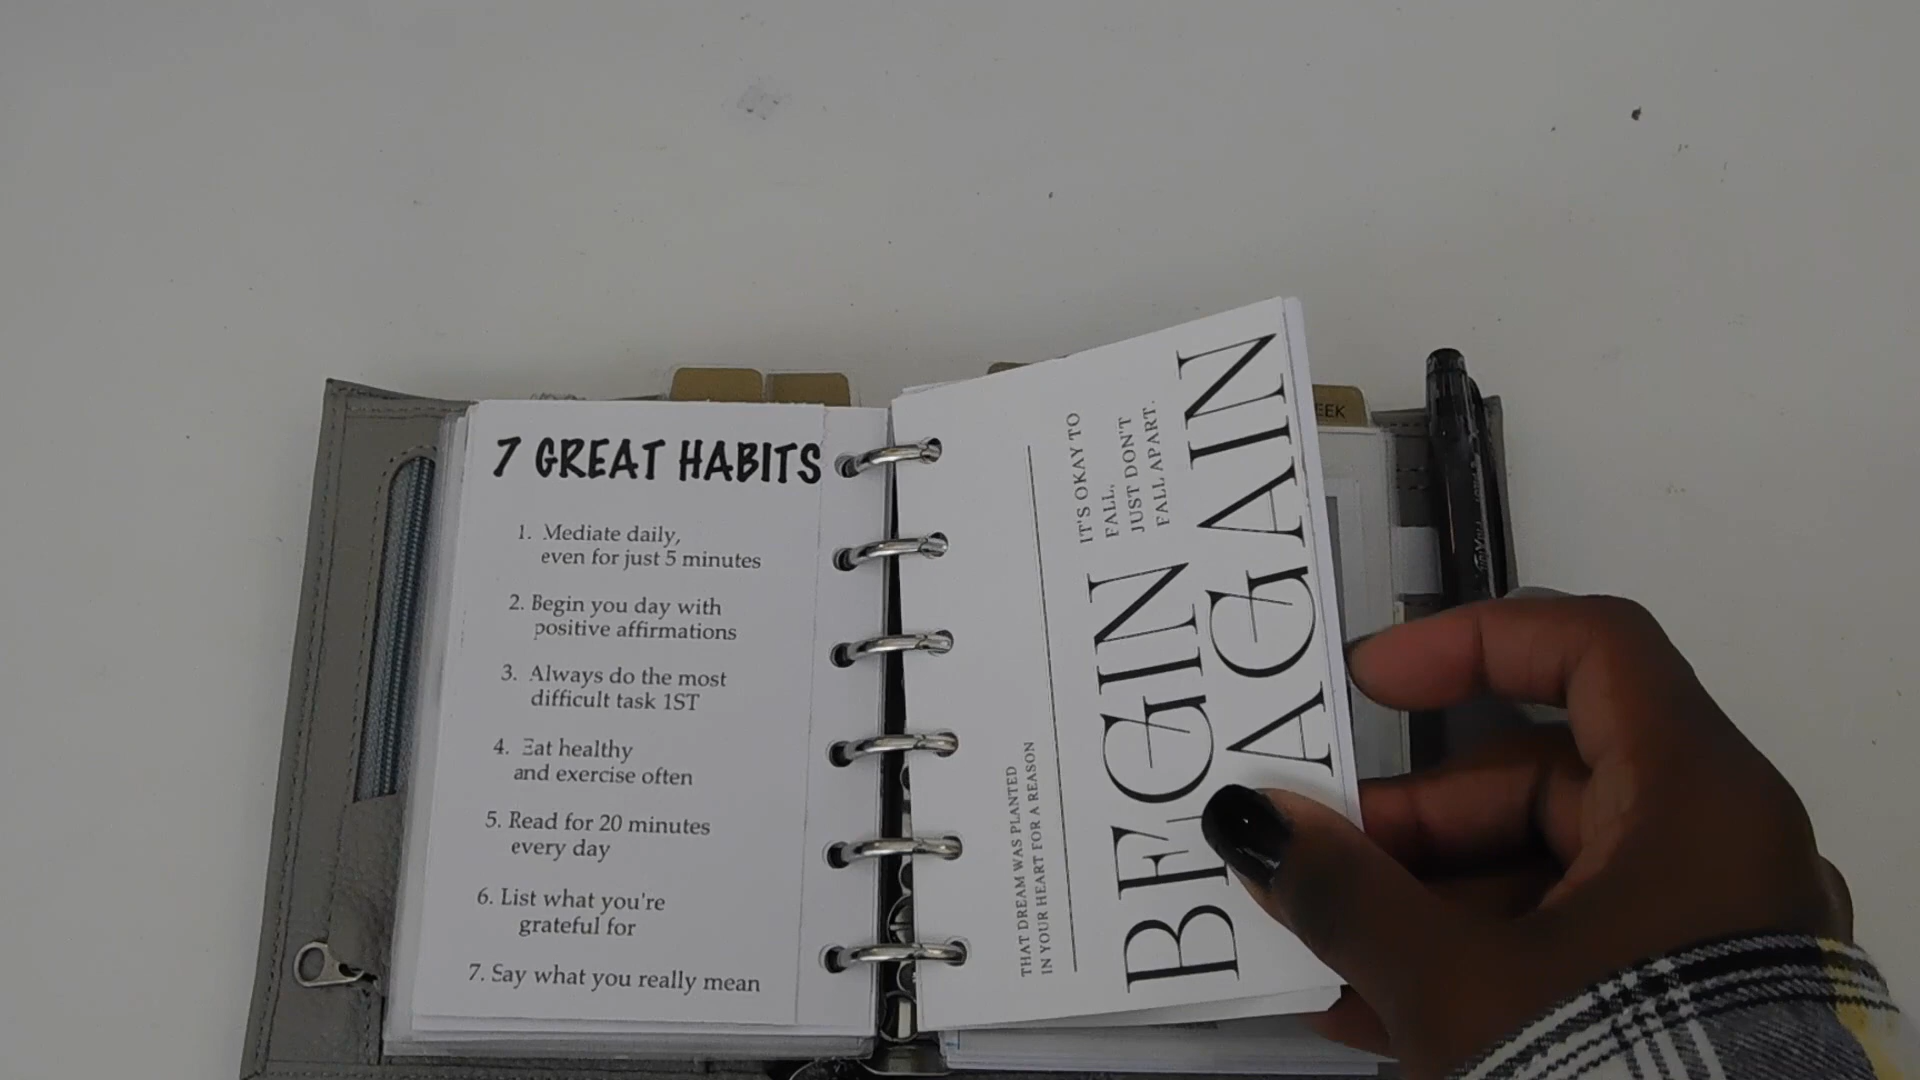 7 GREAT HABITS
1. Mediate daily,
even for just 5 minutes
2. Begin you day with
positive affirmations
3. Always do the most
difficult task 1ST
4. Eat healthy
and exercise often
5. Read for 20 minutes
every day
6. List what you're
grateful for
7. Say what you really mean
THAT DREAM WAS PLANTED
IN YOUR HEART FOR A REASON
IT'S OKAY TO
FALL,
JUST DON'T
FALL APART.
BEGIN
AGAIN
EEK